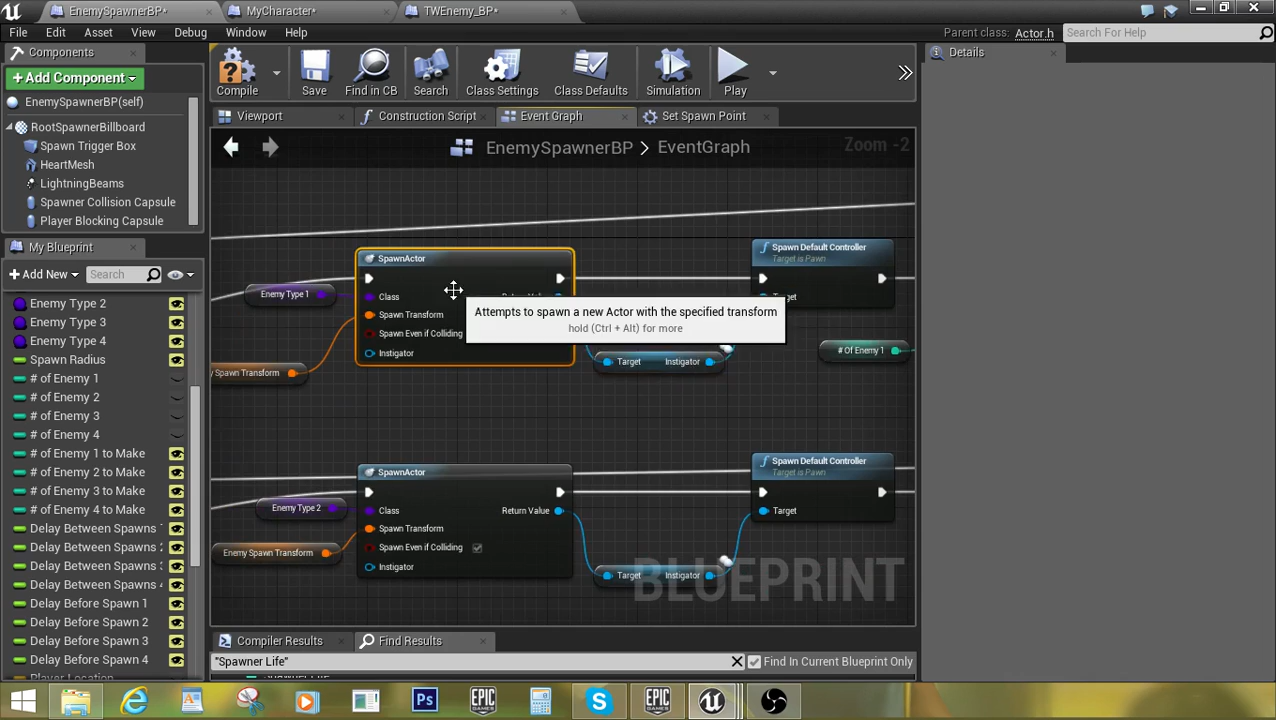 EnemySpawnerBP*
MyCharacter*
TWEnemy_BP*
File
Edit
Asset
View
Debug
Window
Help
Parent class: Actor.h
Search For Help
Components
+Add Component
EnemySpawnerBP(self)
RootSpawnerBillboard
Spawn Trigger Box
HeartMesh
LightningBeams
Spawner Collision Capsule
Player Blocking Capsule
Compile
Save
Find in CB
Search
Class Settings
Class Defaults
Simulation
Play
Details
Viewport
Construction Script
Event Graph
Set Spawn Point
EnemySpawnerBP > EventGraph
Zoom -2
My Blueprint
Add New
Search
Enemy Type 2
Enemy Type 3
Enemy Type 4
Spawn Radius
# of Enemy 1
# of Enemy 2
# of Enemy 3
# of Enemy 4
# of Enemy 1 to Make
# of Enemy 2 to Make
# of Enemy 3 to Make
# of Enemy 4 to Make
Delay Between Spawns
Delay Between Spawns
Delay Between Spawns
Delay Between Spawns
Delay Before Spawn 1
Delay Before Spawn 2
Delay Before Spawn 3
Delay Before Spawn 4
Enemy Type 1
y Spawn Transform
SpawnActor
Class
Spawn Transform
Spawn Even if Colliding
Instigator
Attempts to spawn a new Actor with the specified transform
hold (Ctrl + Alt) for more
Target
Instigator
Spawn Default Controller
Target is Pawn
Target
# Of Enemy 1
Enemy Type 2
Enemy Spawn Transform
SpawnActor
Class
Return Value
Spawn Transform
Spawn Even if Colliding
Instigator
Target
Instigator
Spawn Default Controller
Target is Pawn
Target
BLUEPRINT
Compiler Results
Find Results
"Spawner Life"
Find In Current Blueprint Only
Ps
EPIC
GAMES
EPIC
GAMES